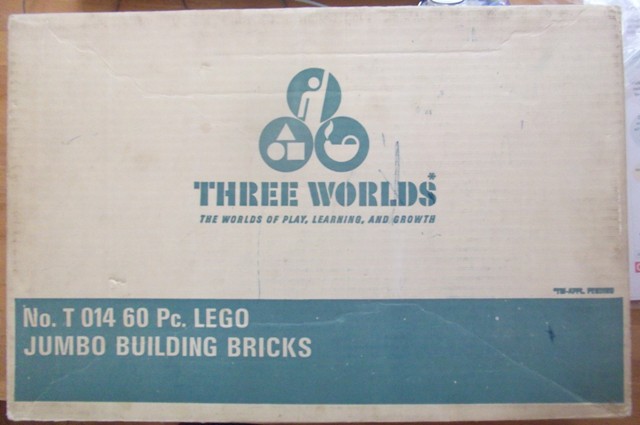 THREE WORLDS*
THE WORLDS OF PLAY, LEARNING, AND GROWTH
*TM-APPL. PENDING
No. T 014 60 Pc. LEGO
JUMBO BUILDING BRICKS